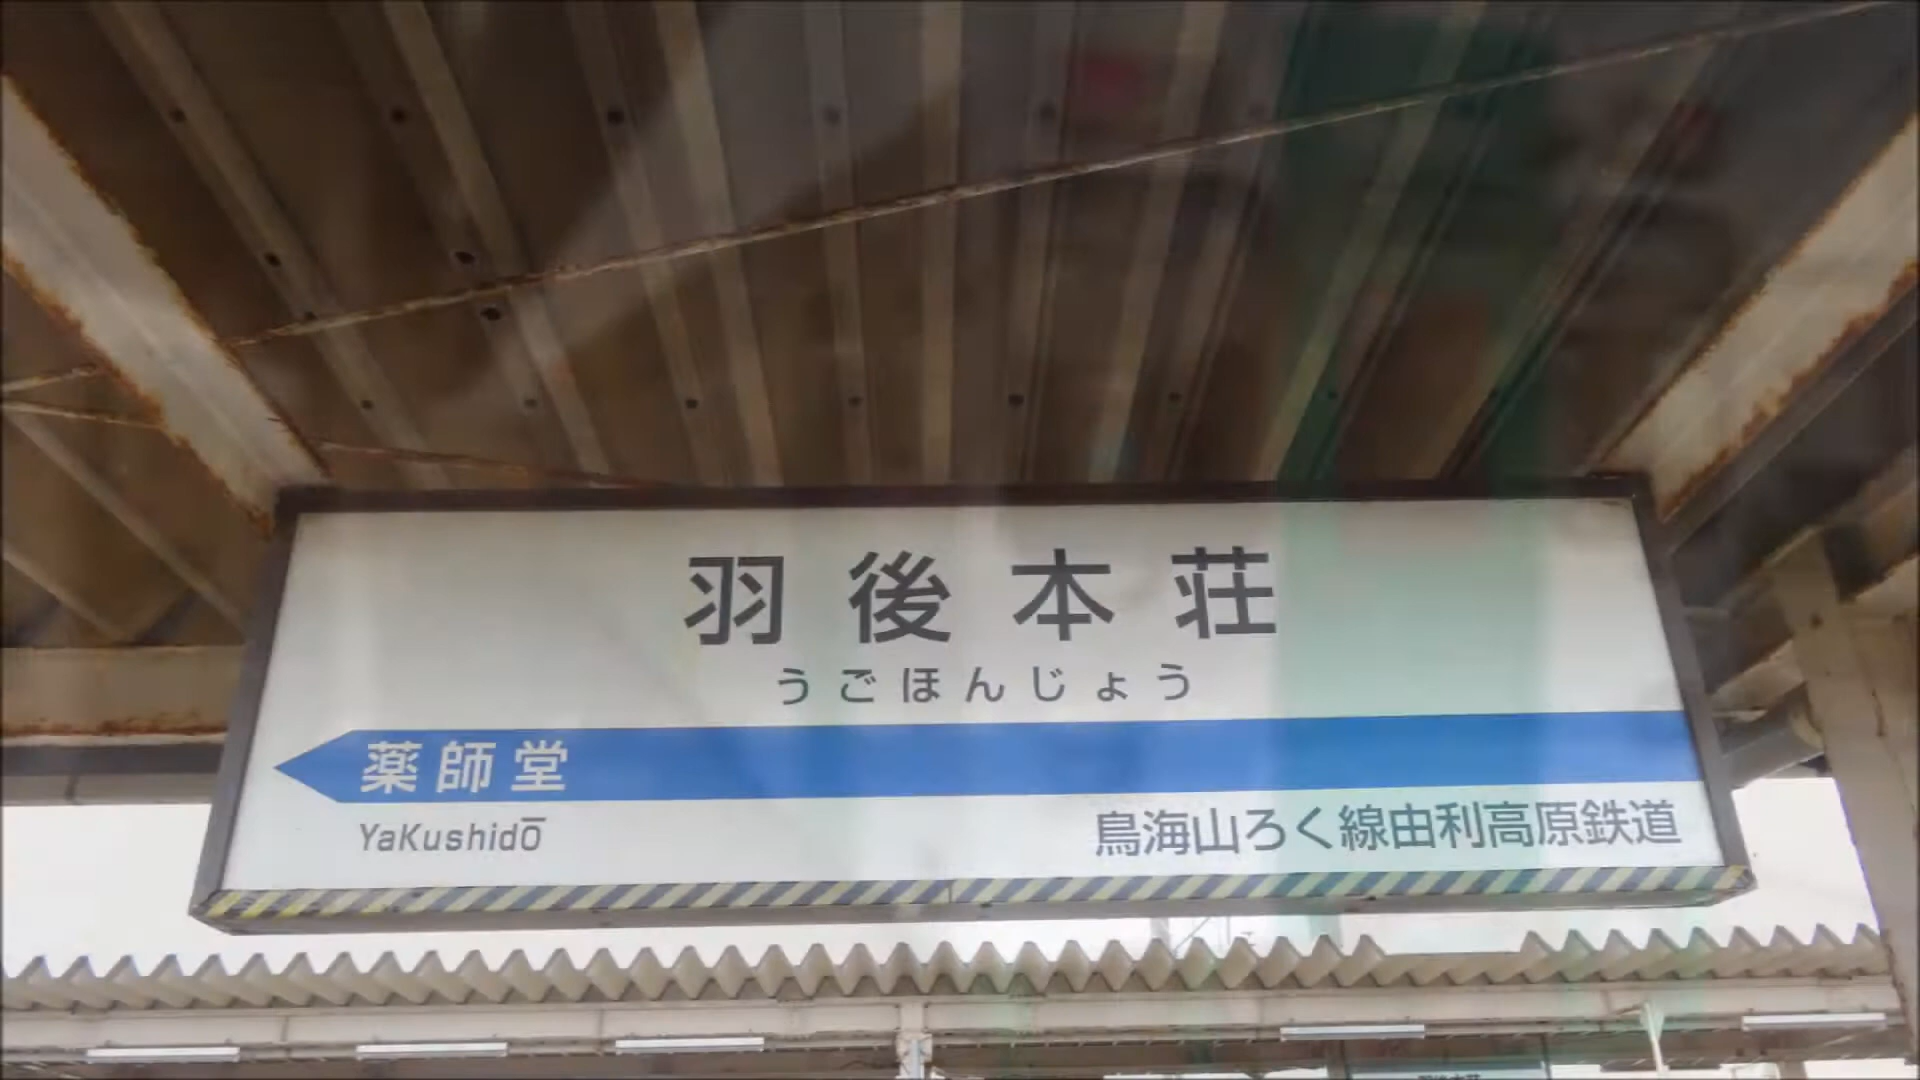 羽後本荘
うごほんじょう
薬師堂
YaKushidō
鳥海山ろく線由利高原鉄道